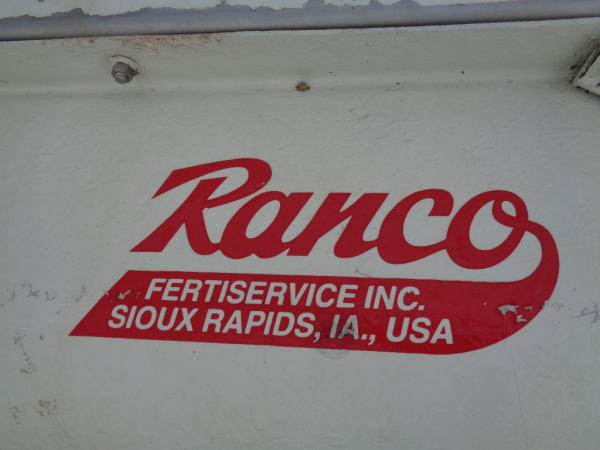 Ranco
FERTISERVICE INC.
SIOUX RAPIDS, IA., USA